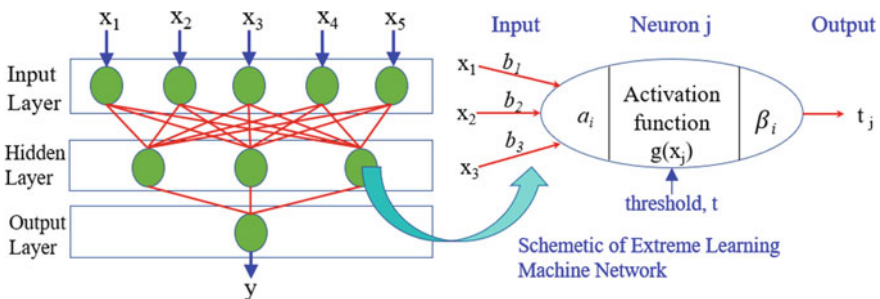 x1 x2 x3 x4 x5
Input
Layer
Hidden
Layer
Output
Layer
y
Input Neuron j Output
x1 b1
x2 b2
x3 b3
ai
Activation
function
g(xj)
βi
tj
threshold, t
Schemetic of Extreme Learning
Machine Network